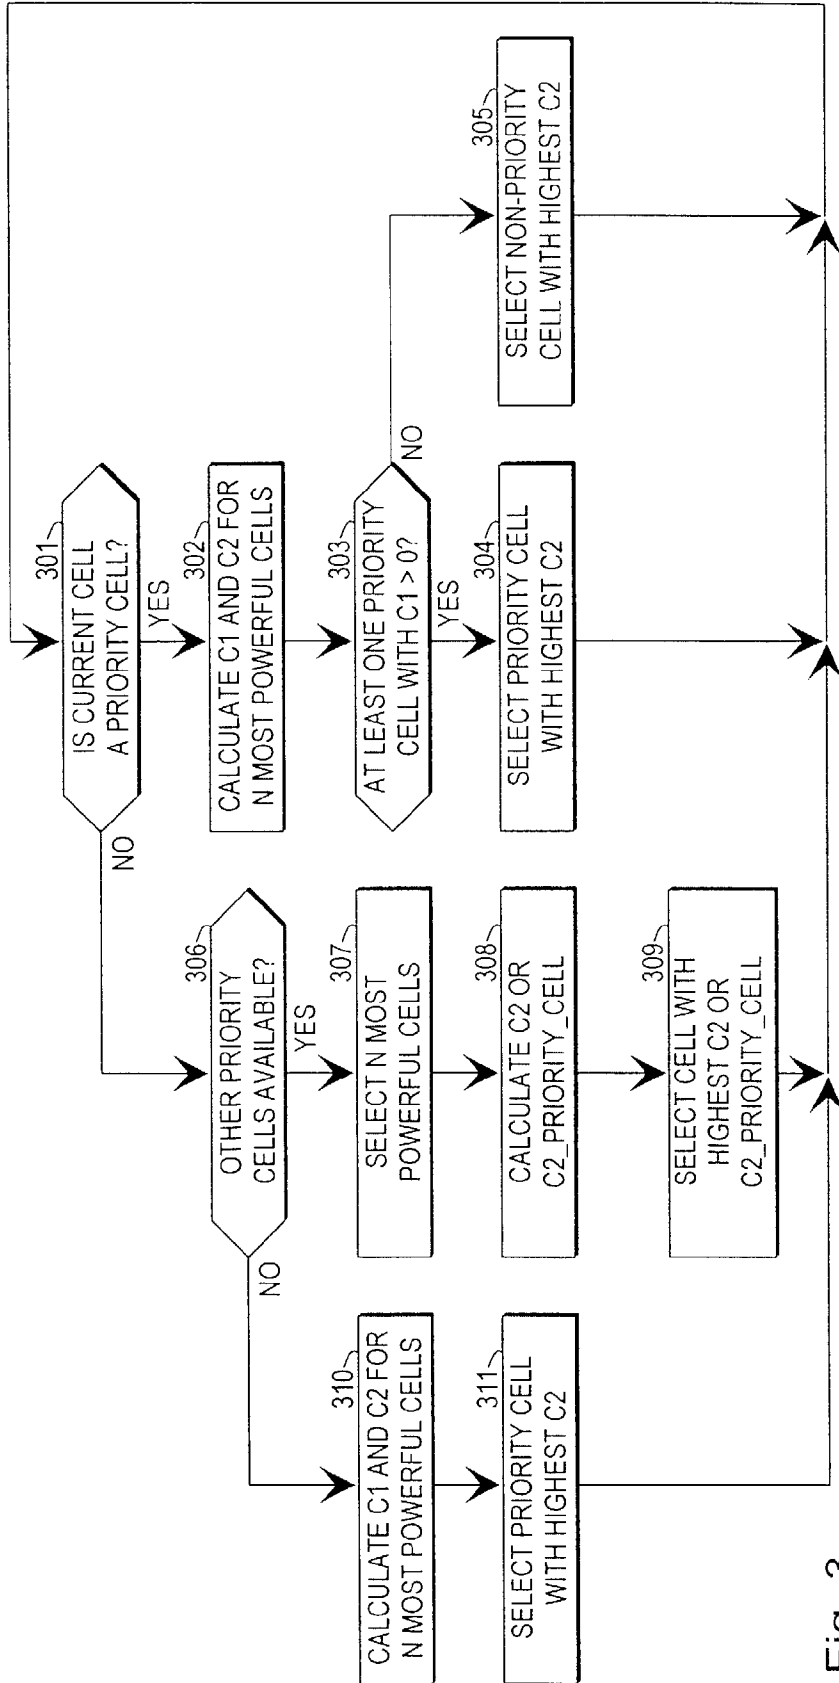 301
IS CURRENT CELL
A PRIORITY CELL?
YES
NO
302
CALCULATE C1 AND C2 FOR
N MOST POWERFUL CELLS
303
AT LEAST ONE PRIORITY
CELL WITH C1 > 0?
YES
NO
304
SELECT PRIORITY CELL
WITH HIGHEST C2
305
SELECT NON-PRIORITY
CELL WITH HIGHEST C2
306
OTHER PRIORITY
CELLS AVAILABLE?
YES
NO
307
SELECT N MOST
POWERFUL CELLS
308
CALCULATE C2 OR
C2_PRIORITY_CELL
309
SELECT CELL WITH
HIGHEST C2 OR
C2_PRIORITY_CELL
310
CALCULATE C1 AND C2 FOR
N MOST POWERFUL CELLS
311
SELECT PRIORITY CELL
WITH HIGHEST C2
Fig. 3